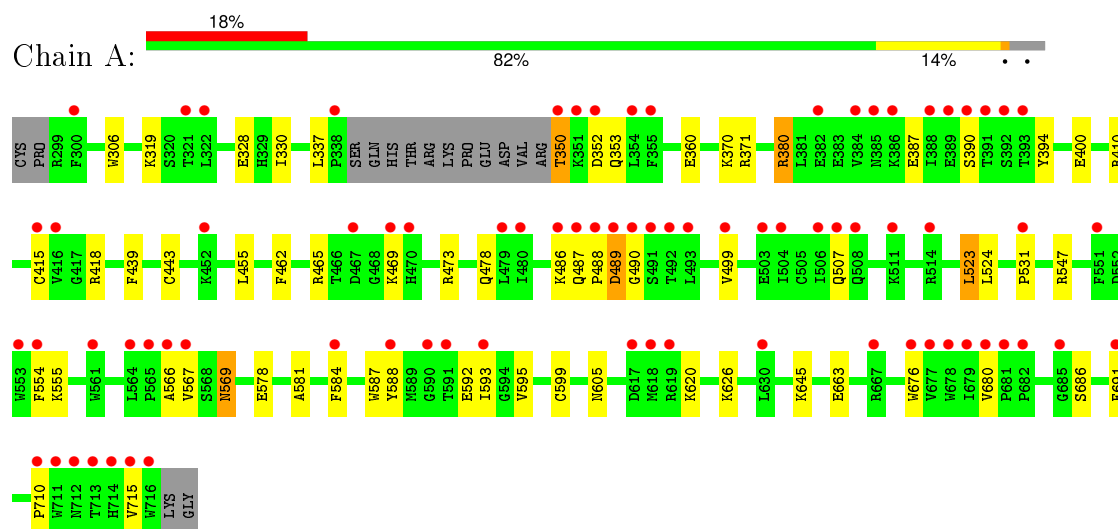 18%
Chain A:
82%
14%
CYS PRO R299 F300 W306 K319 S320 T321 L322 E328 H329 I330 L337 P338 SER GLN HIS THR ARG LYS PRO GLU ASP VAL ARG T350 K351 D352 Q353 L354 F355 E360 K370 R371 R380 L381 E382 E383 V384 N385 K386 E387 I388 E389 S390 T391 S392 T393 Y394 E400 R410
C415 V416 G417 R418 F439 C443 K452 L455 F462 R465 T466 D467 G468 K469 H470 R473 Q478 L479 I480 K486 Q487 P488 D489 G490 S491 T492 L493 V499 E503 I504 C505 I506 Q507 Q508 K511 R514 L523 L524 P531 R547 F551
W553 F554 K555 W561 L564 P565 A566 V567 S568 N569 E578 A581 F584 W587 Y588 M589 G590 T591 E592 I593 G594 V595 C599 N605 D617 M618 R619 K620 K626 L630 K645 E663 R667 W676 V677 W678 I679 V680 P681 P682 G685 S686
P710 W711 N712 T713 H714 V715 W716 LYS GLY